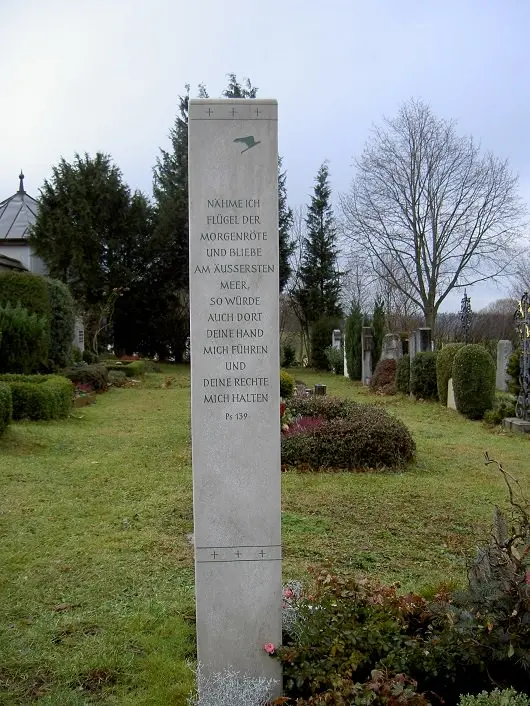 NÄHME ICH
FLÜGEL DER
MORGENRÖTE
UND BLIEBE
AM ÄUSSERSTEN
MEER,
SO WÜRDE
AUCH DORT
DEINE HAND
MICH FÜHREN
UND
DEINE RECHTE
MICH HALTEN
Ps 139